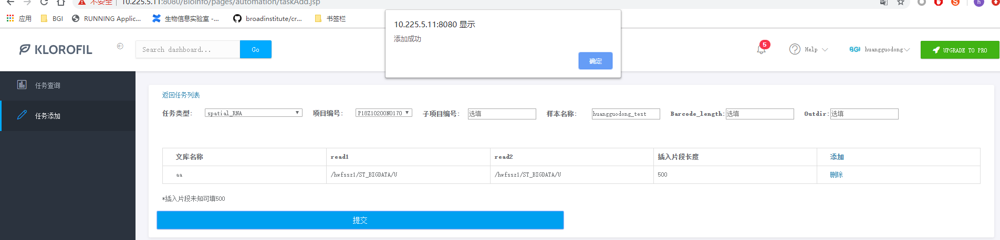 不安全 10.225.5.11:8080/BioInfo/pages/automation/taskAdd.jsp
应用 BGI RUNNING Applic... 生物信息实验室 -... broadinstitute/cr... 书签栏
10.225.5.11:8080 显示
添加成功
确定
KLOROFIL
Search dashboard...
Go
5
Help
BGI huangguodong
UPGRADE TO PRO
任务查询
任务添加
返回任务列表
任务类型: spatial_RNA 项目编号: P18Z10200N0170 子项目编号: 选填 样本名称: huangguodong_test Barcode_length: 选填 Outdir: 选填
文库名称 read1 read2 插入片段长度 添加
aa /hwfssz1/ST_BIGDATA/U /hwfssz1/ST_BIGDATA/U 500 删除
*插入片段未知可填500
提交